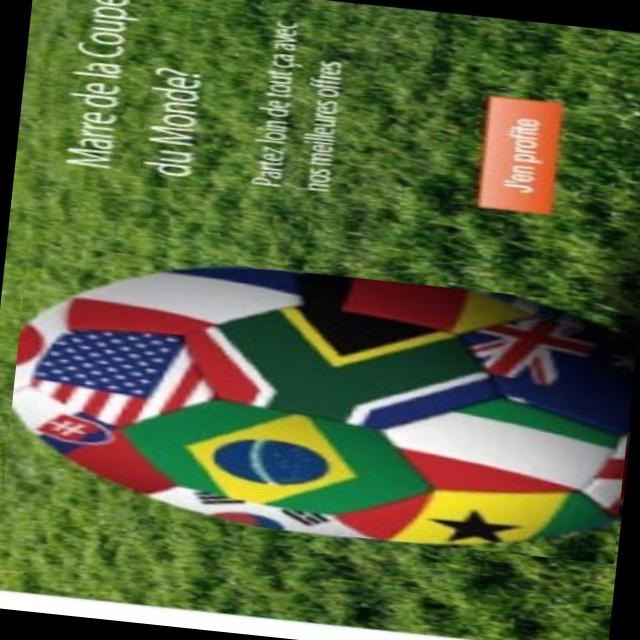 Marre de la Coupe
du Monde?
Partez loin de tout ça avec
nos meilleures offres
J'en profite